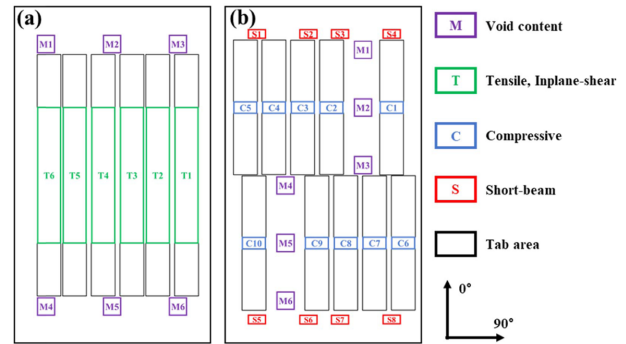 (a)
M1 M2 M3
T6 T5 T4 T3 T2 T1
M4 M5 M6
(b)
S1 S2 S3 S4
M1
C5 C4 C3 C2 M2 C1
M3
M4
C10 M5 C9 C8 C7 C6
M6
S5 S6 S7 S8
M Void content
T Tensile, Inplane-shear
C Compressive
S Short-beam
Tab area
0°
90°